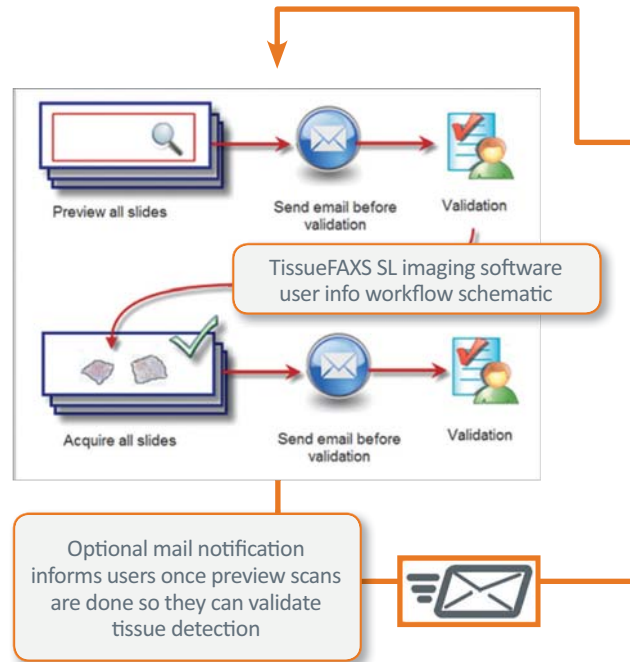 Preview all slides
Send email before
validation
Validation
TissueFAXS SL imaging software
user info workflow schematic
Acquire all slides
Send email before
validation
Validation
Optional mail notification
informs users once preview scans
are done so they can validate
tissue detection